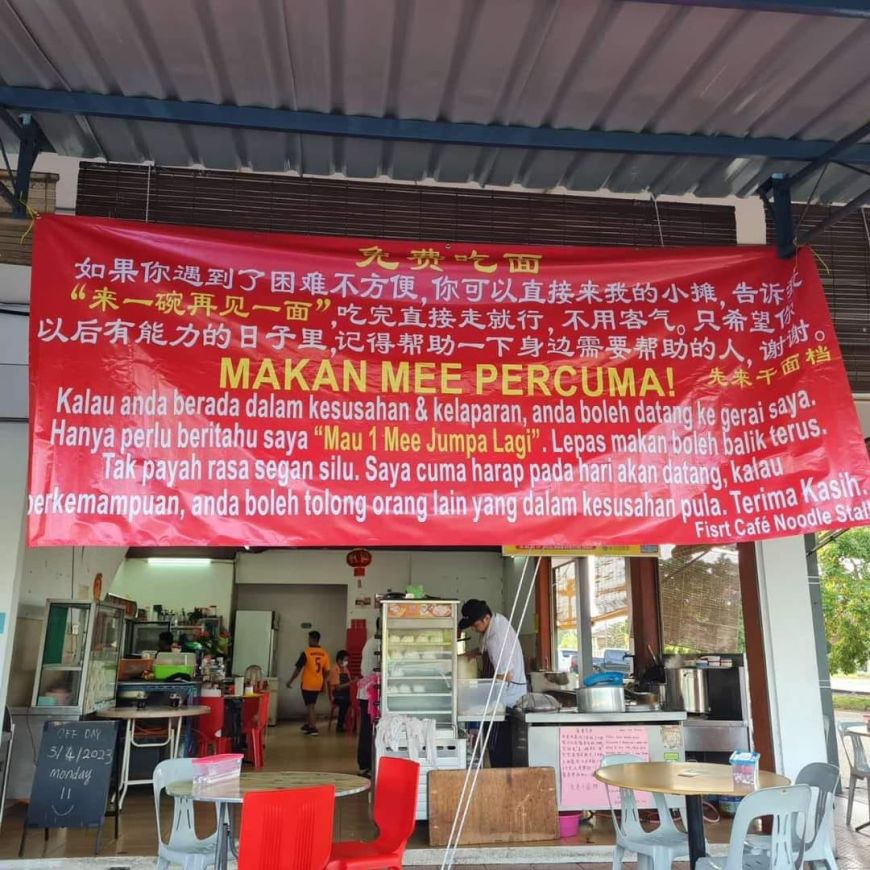 免费吃面
如果你遇到了困难不方便,你可以直接来我的小摊,告诉我
“来一碗再见一面”,吃完直接走就行,不用客气。只希望你
以后有能力的日子里,记得帮助一下身边需要帮助的人,谢谢。
MAKAN MEE PERCUMA! 先来干面档
Kalau anda berada dalam kesusahan & kelaparan, anda boleh datang ke gerai saya.
Hanya perlu beritahu saya “Mau 1 Mee Jumpa Lagi”. Lepas makan boleh balik terus.
Tak payah rasa segan silu. Saya cuma harap pada hari akan datang, kalau
berkemampuan, anda boleh tolong orang lain yang dalam kesusahan pula. Terima Kasih.
Fisrt Café Noodle Stall
5
OFF DAY
3/4/2023
monday